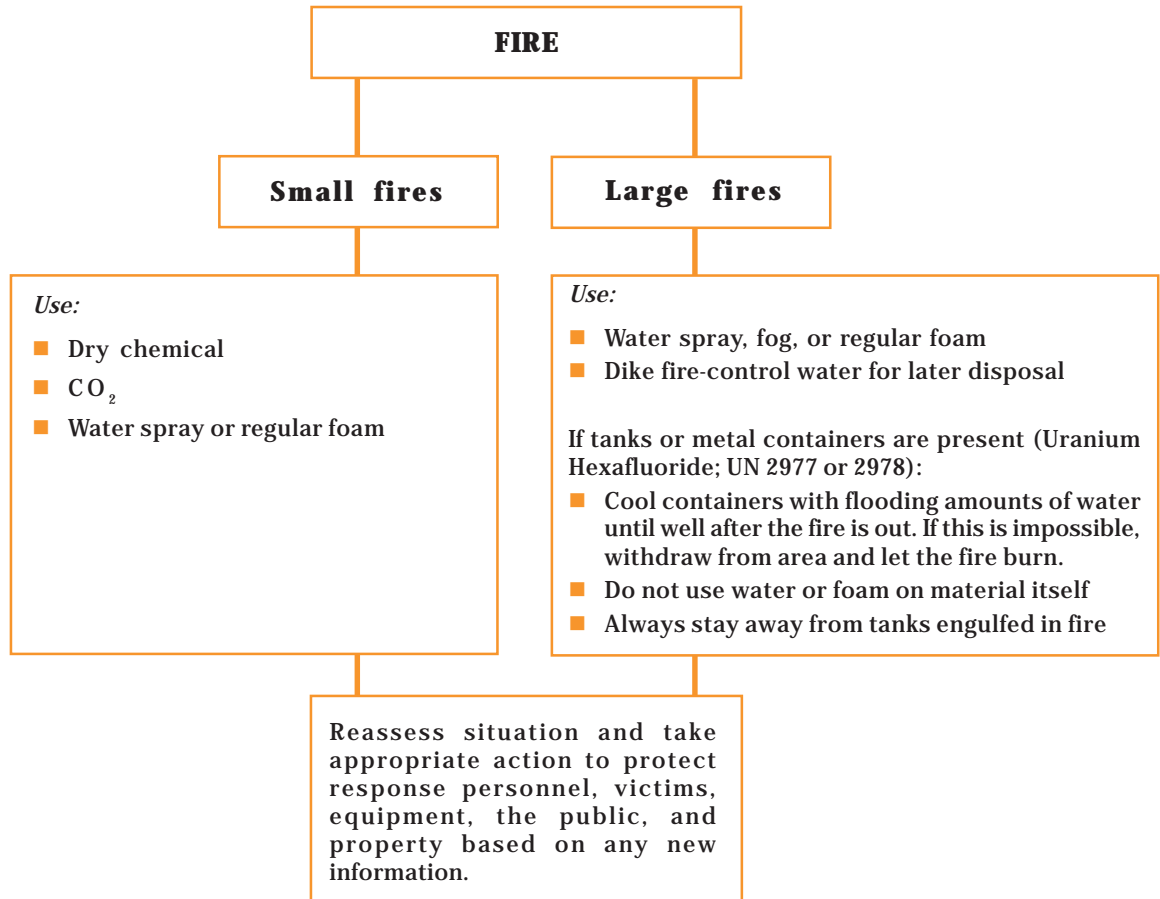 FIRE
Small fires
Large fires
Use:
■ Dry chemical
■ CO₂
■ Water spray or regular foam
Use:
■ Water spray, fog, or regular foam
■ Dike fire-control water for later disposal
If tanks or metal containers are present (Uranium
Hexafluoride; UN 2977 or 2978):
■ Cool containers with flooding amounts of water
until well after the fire is out. If this is impossible,
withdraw from area and let the fire burn.
■ Do not use water or foam on material itself
■ Always stay away from tanks engulfed in fire
Reassess situation and take
appropriate action to protect
response personnel, victims,
equipment, the public, and
property based on any new
information.